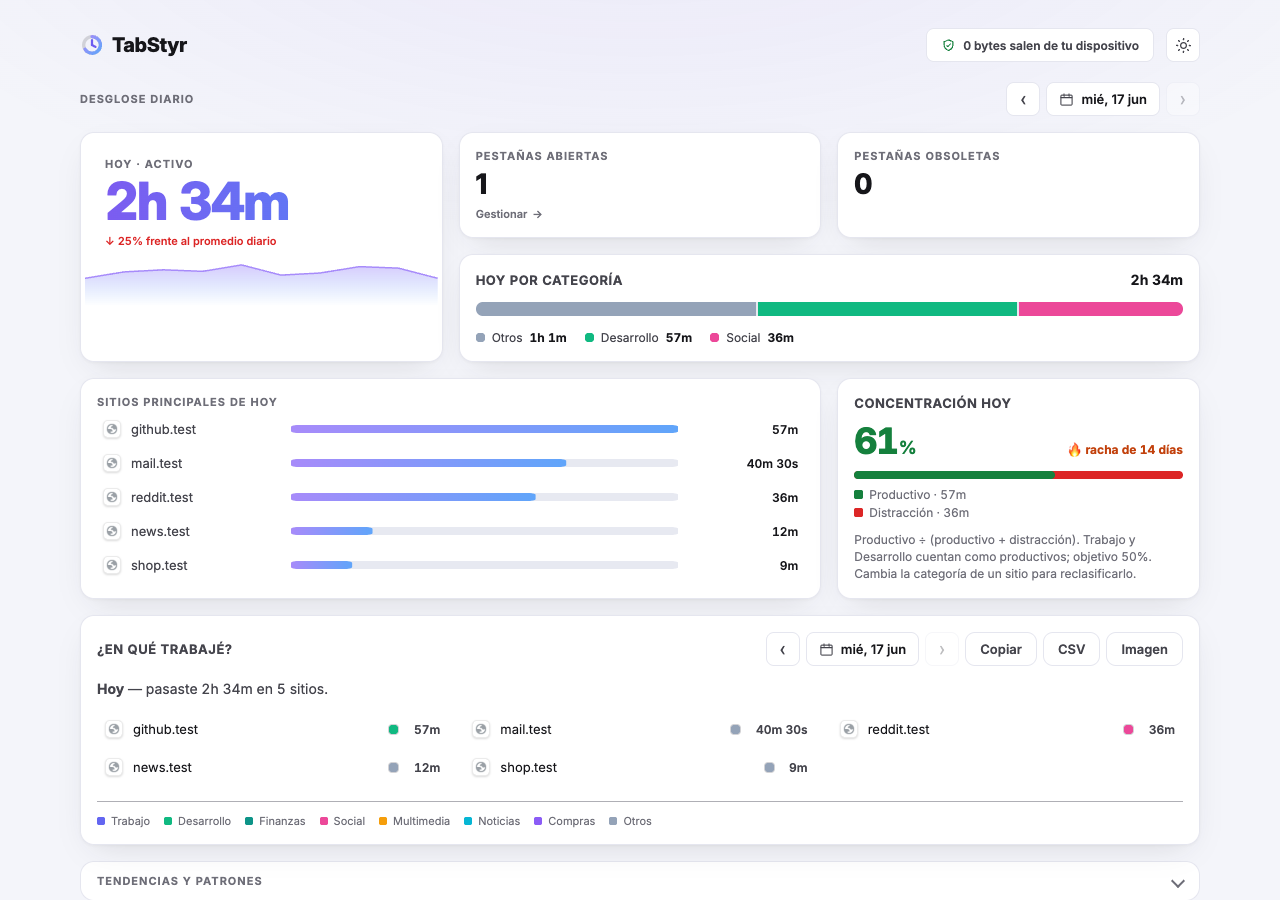 TabStyr
0 bytes salen de tu dispositivo
DESGLOSE DIARIO
mié, 17 jun
HOY · ACTIVO
2h 34m
↓ 25% frente al promedio diario
PESTAÑAS ABIERTAS
1
Gestionar →
PESTAÑAS OBSOLETAS
0
HOY POR CATEGORÍA
2h 34m
Otros 1h 1m Desarrollo 57m Social 36m
SITIOS PRINCIPALES DE HOY
github.test 57m
mail.test 40m 30s
reddit.test 36m
news.test 12m
shop.test 9m
CONCENTRACIÓN HOY
61%
🔥 racha de 14 días
Productivo · 57m
Distracción · 36m
Productivo ÷ (productivo + distracción). Trabajo y
Desarrollo cuentan como productivos; objetivo 50%.
Cambia la categoría de un sitio para reclasificarlo.
¿EN QUÉ TRABAJÉ?
‹ mié, 17 jun › Copiar CSV Imagen
Hoy — pasaste 2h 34m en 5 sitios.
github.test 57m mail.test 40m 30s reddit.test 36m
news.test 12m shop.test 9m
Trabajo Desarrollo Finanzas Social Multimedia Noticias Compras Otros
TENDENCIAS Y PATRONES